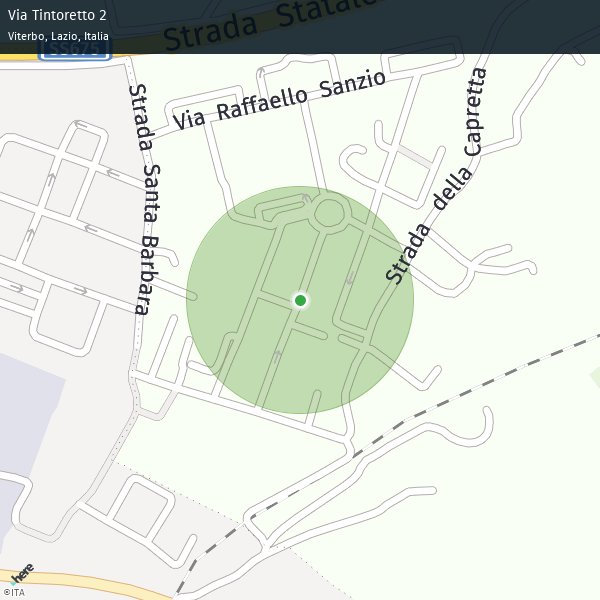 Via Tintoretto 2
Viterbo, Lazio, Italia
Strada Statale
SS675
Via Raffaello Sanzio
Strada Santa Barbara
Strada della Capretta
here
©ITA